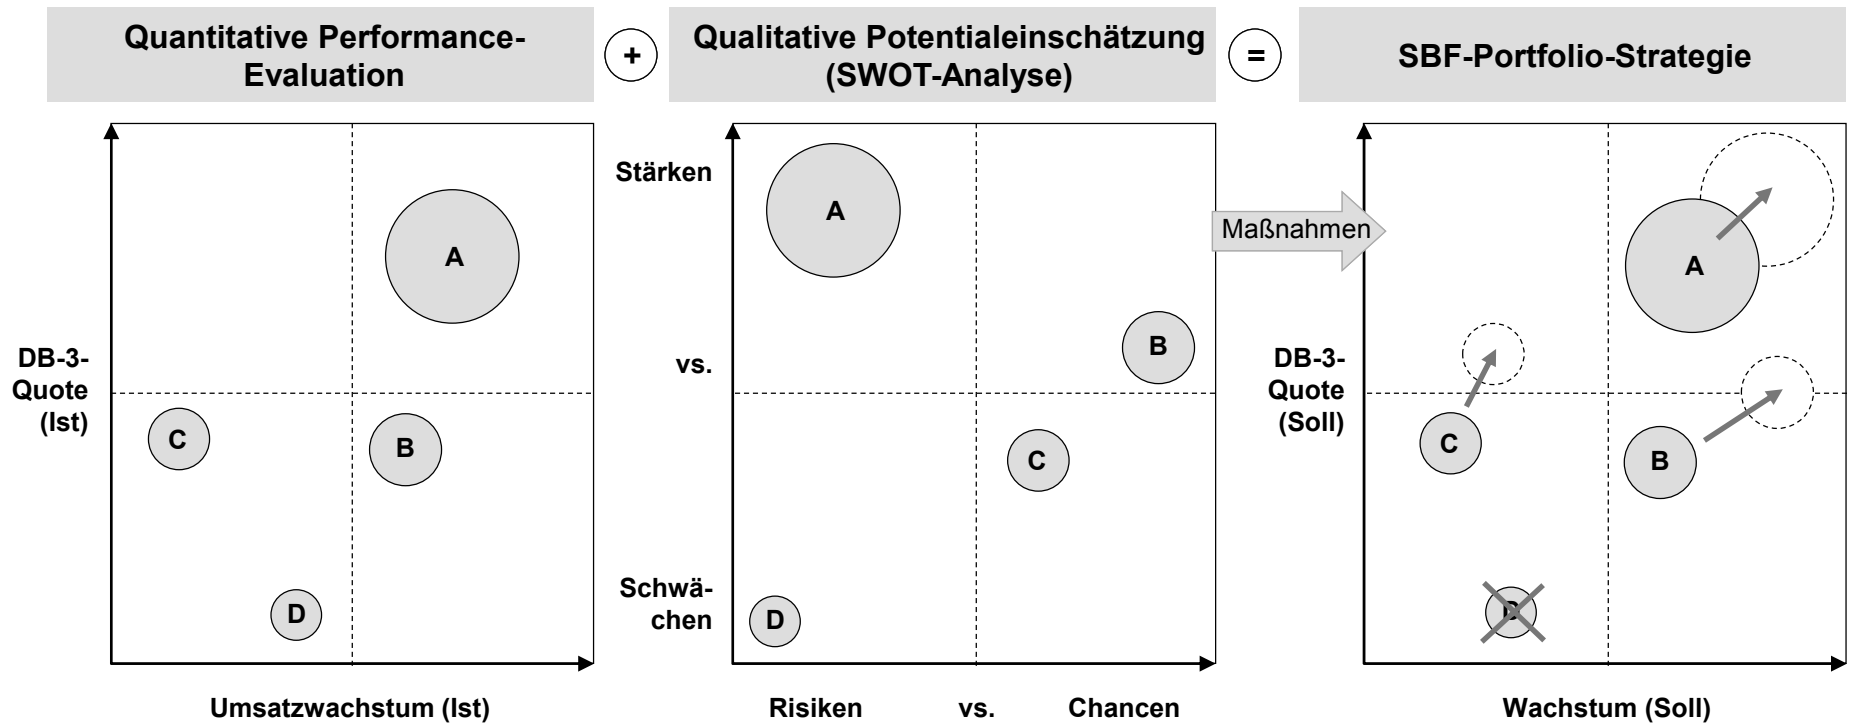 Quantitative Performance-
Evaluation
+
Qualitative Potentialeinschätzung
(SWOT-Analyse)
=
SBF-Portfolio-Strategie
DB-3-
Quote
(Ist)
A
C
B
D
Umsatzwachstum (Ist)
Stärken
vs.
Schwä-
chen
A
B
C
D
Risiken vs. Chancen
Maßnahmen
DB-3-
Quote
(Soll)
A
C
B
D
Wachstum (Soll)